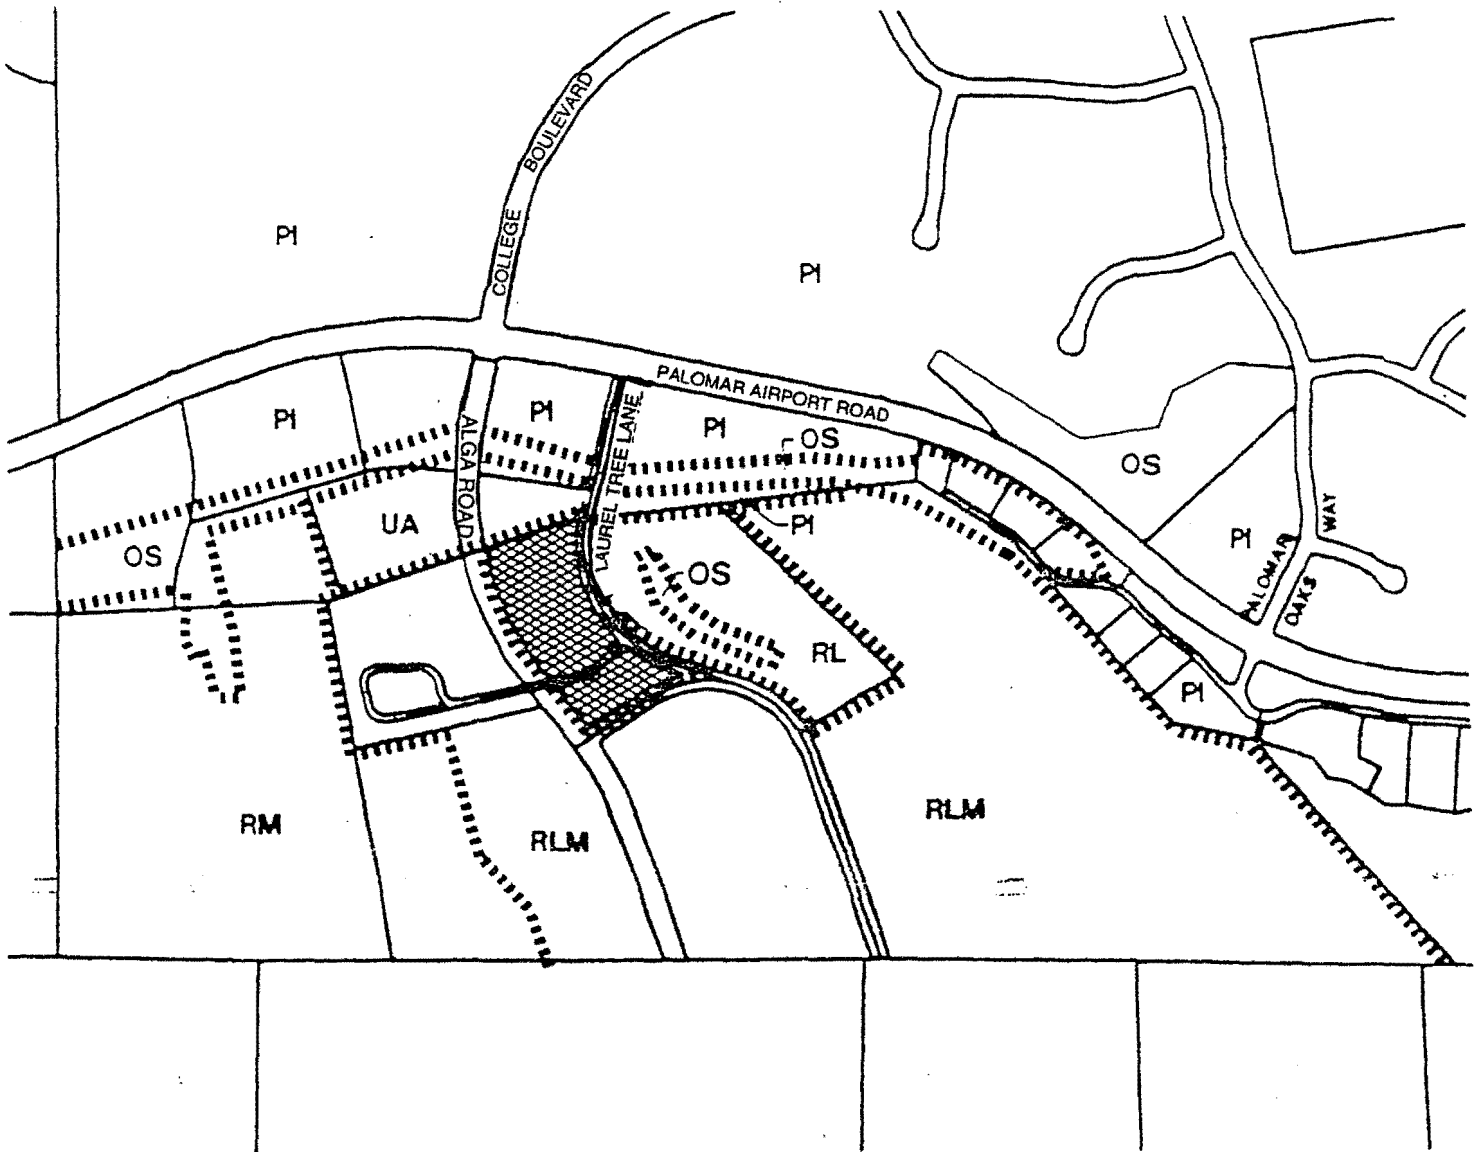 BOULEVARD
COLLEGE
PI
PI
PALOMAR AIRPORT ROAD
PI
PI
PI
OS
OS
ALGA ROAD
LAUREL TREE LANE
UA
OS
PI
PI
WAY
PALOMAR
OAKS
OS
RL
PI
RM
RLM
RLM